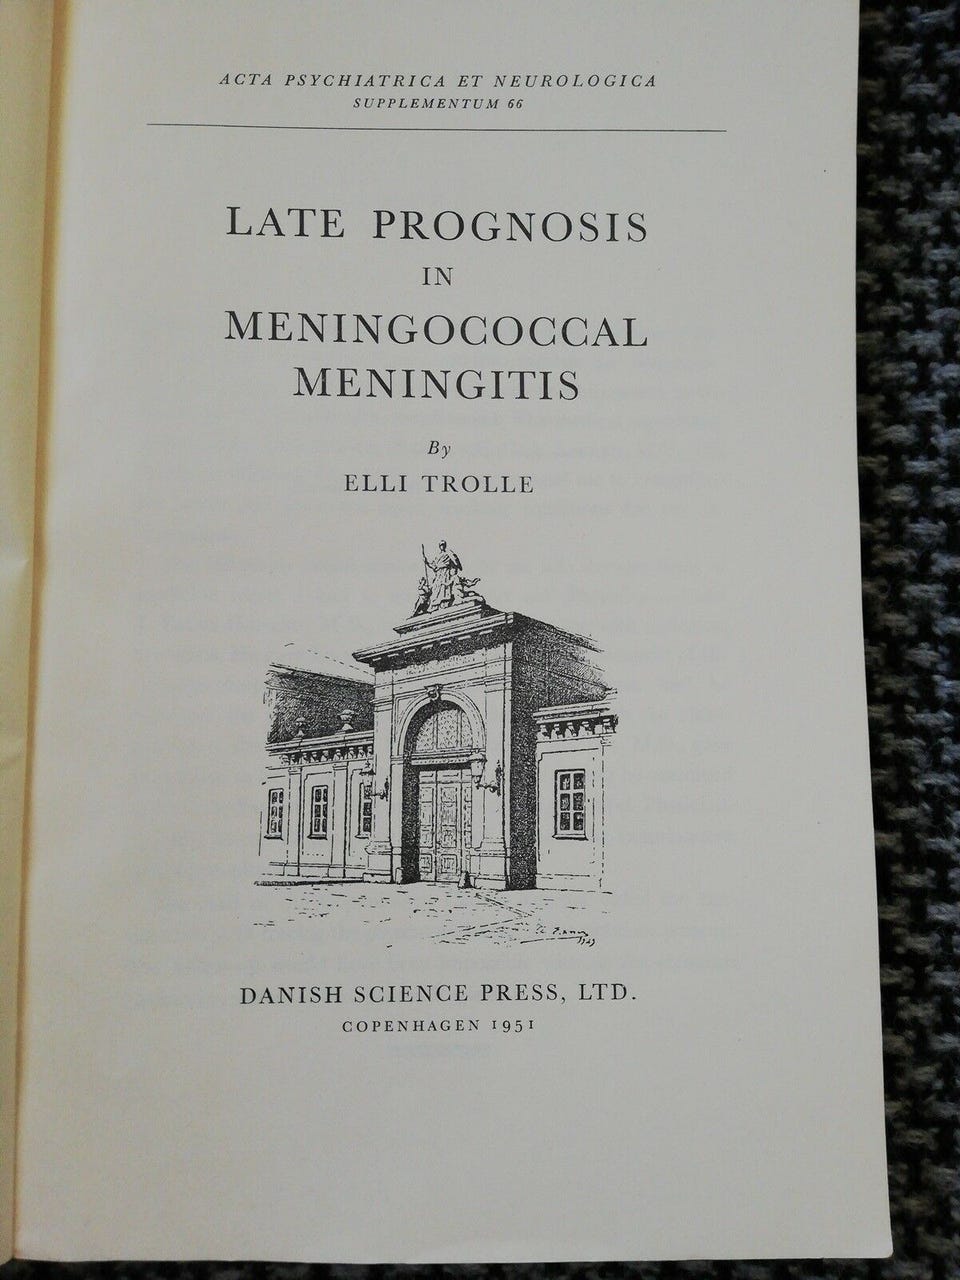 ACTA PSYCHIATRICA ET NEUROLOGICA
SUPPLEMENTUM 66
LATE PROGNOSIS
IN
MENINGOCOCCAL
MENINGITIS
By
ELLI TROLLE
1949
DANISH SCIENCE PRESS, LTD.
COPENHAGEN 1951